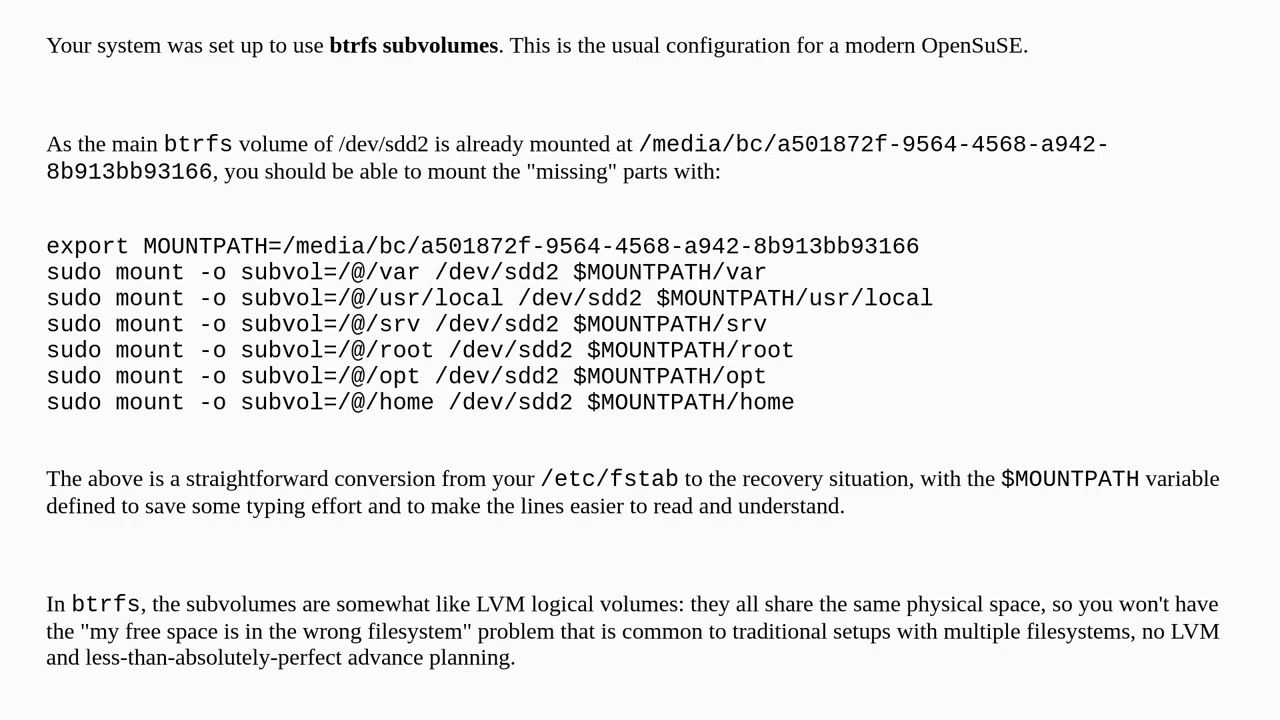 Your system was set up to use btrfs subvolumes. This is the usual configuration for a modern OpenSuSE.
As the main btrfs volume of /dev/sdd2 is already mounted at /media/bc/a501872f-9564-4568-a942-
8b913bb93166, you should be able to mount the "missing" parts with:
export MOUNTPATH=/media/bc/a501872f-9564-4568-a942-8b913bb93166
sudo mount -o subvol=/@/var /dev/sdd2 $MOUNTPATH/var
sudo mount -o subvol=/@/usr/local /dev/sdd2 $MOUNTPATH/usr/local
sudo mount -o subvol=/@/srv /dev/sdd2 $MOUNTPATH/srv
sudo mount -o subvol=/@/root /dev/sdd2 $MOUNTPATH/root
sudo mount -o subvol=/@/opt /dev/sdd2 $MOUNTPATH/opt
sudo mount -o subvol=/@/home /dev/sdd2 $MOUNTPATH/home
The above is a straightforward conversion from your /etc/fstab to the recovery situation, with the $MOUNTPATH variable
defined to save some typing effort and to make the lines easier to read and understand.
In btrfs, the subvolumes are somewhat like LVM logical volumes: they all share the same physical space, so you won't have
the "my free space is in the wrong filesystem" problem that is common to traditional setups with multiple filesystems, no LVM
and less-than-absolutely-perfect advance planning.